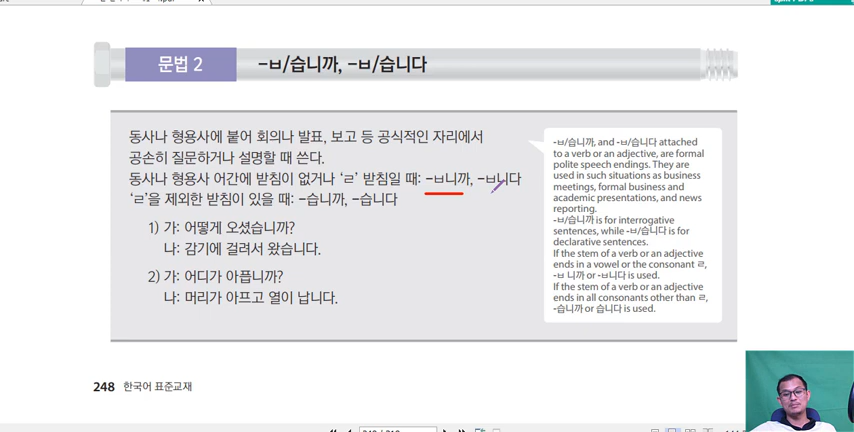 문법 2
-ㅂ/습니까, -ㅂ/습니다
동사나 형용사에 붙어 회의나 발표, 보고 등 공식적인 자리에서
공손히 질문하거나 설명할 때 쓴다.
동사나 형용사 어간에 받침이 없거나 ‘ㄹ’ 받침일 때: -ㅂ니까, -ㅂ니다
‘ㄹ’을 제외한 받침이 있을 때: -습니까, -습니다
1) 가: 어떻게 오셨습니까?
나: 감기에 걸려서 왔습니다.
2) 가: 어디가 아픕니까?
나: 머리가 아프고 열이 납니다.
-ㅂ/습니까, and -ㅂ/습니다 attached
to a verb or an adjective, are formal
polite speech endings. They are
used in such situations as business
meetings, formal business and
academic presentations, and news
reporting.
-ㅂ/습니까 is for interrogative
sentences, while -ㅂ/습니다 is for
declarative sentences.
If the stem of a verb or an adjective
ends in a vowel or the consonant ㄹ,
-ㅂ 니까 or -ㅂ니다 is used.
If the stem of a verb or an adjective
ends in all consonants other than ㄹ,
-습니까 or 습니다 is used.
248 한국어 표준교재